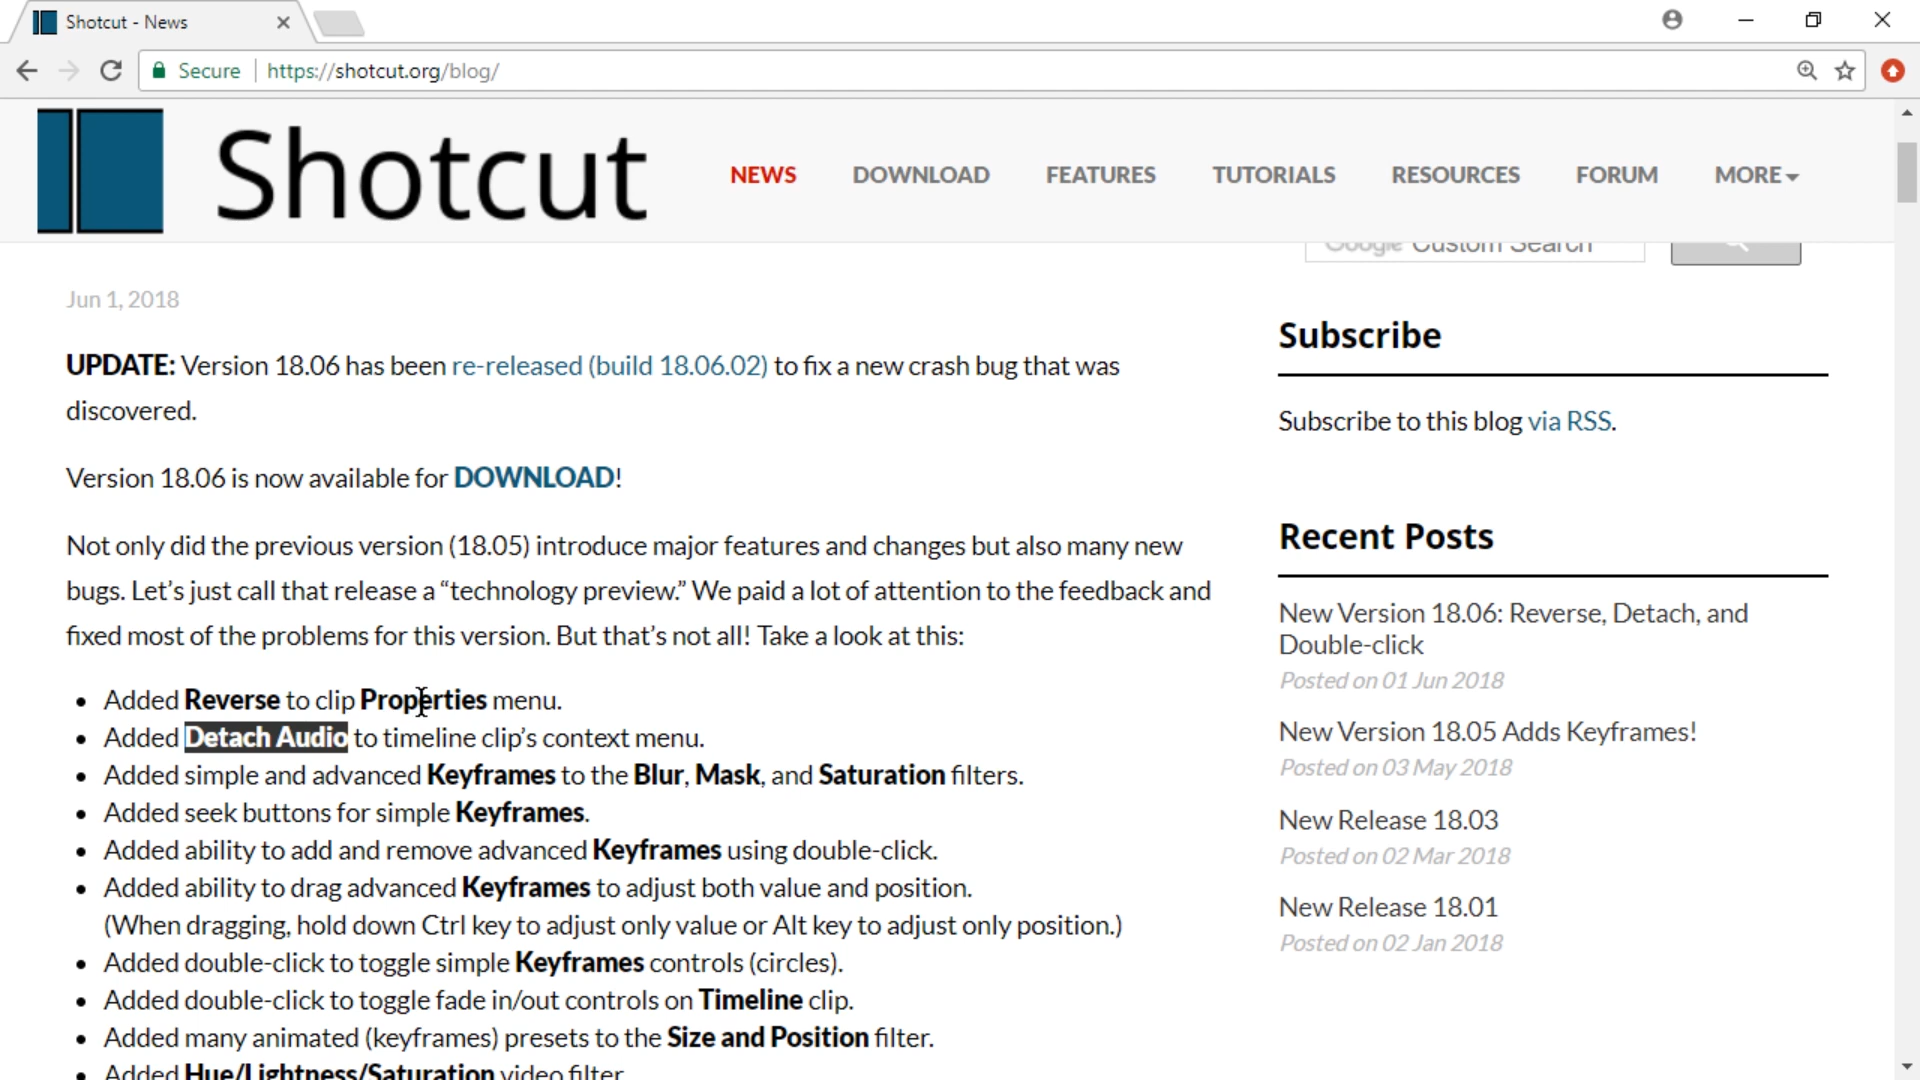 Shotcut - News
Secure
https://shotcut.org/blog/
Shotcut
NEWS
DOWNLOAD
FEATURES
TUTORIALS
RESOURCES
FORUM
MORE
Google Custom Search
Jun 1, 2018
UPDATE: Version 18.06 has been re-released (build 18.06.02) to fix a new crash bug that was
discovered.
Version 18.06 is now available for DOWNLOAD!
Not only did the previous version (18.05) introduce major features and changes but also many new
bugs. Let’s just call that release a “technology preview.” We paid a lot of attention to the feedback and
fixed most of the problems for this version. But that’s not all! Take a look at this:
• Added Reverse to clip Properties menu.
• Added Detach Audio to timeline clip’s context menu.
• Added simple and advanced Keyframes to the Blur, Mask, and Saturation filters.
• Added seek buttons for simple Keyframes.
• Added ability to add and remove advanced Keyframes using double-click.
• Added ability to drag advanced Keyframes to adjust both value and position.
(When dragging, hold down Ctrl key to adjust only value or Alt key to adjust only position.)
• Added double-click to toggle simple Keyframes controls (circles).
• Added double-click to toggle fade in/out controls on Timeline clip.
• Added many animated (keyframes) presets to the Size and Position filter.
• Added Hue/Lightness/Saturation video filter.
Subscribe
Subscribe to this blog via RSS.
Recent Posts
New Version 18.06: Reverse, Detach, and
Double-click
Posted on 01 Jun 2018
New Version 18.05 Adds Keyframes!
Posted on 03 May 2018
New Release 18.03
Posted on 02 Mar 2018
New Release 18.01
Posted on 02 Jan 2018